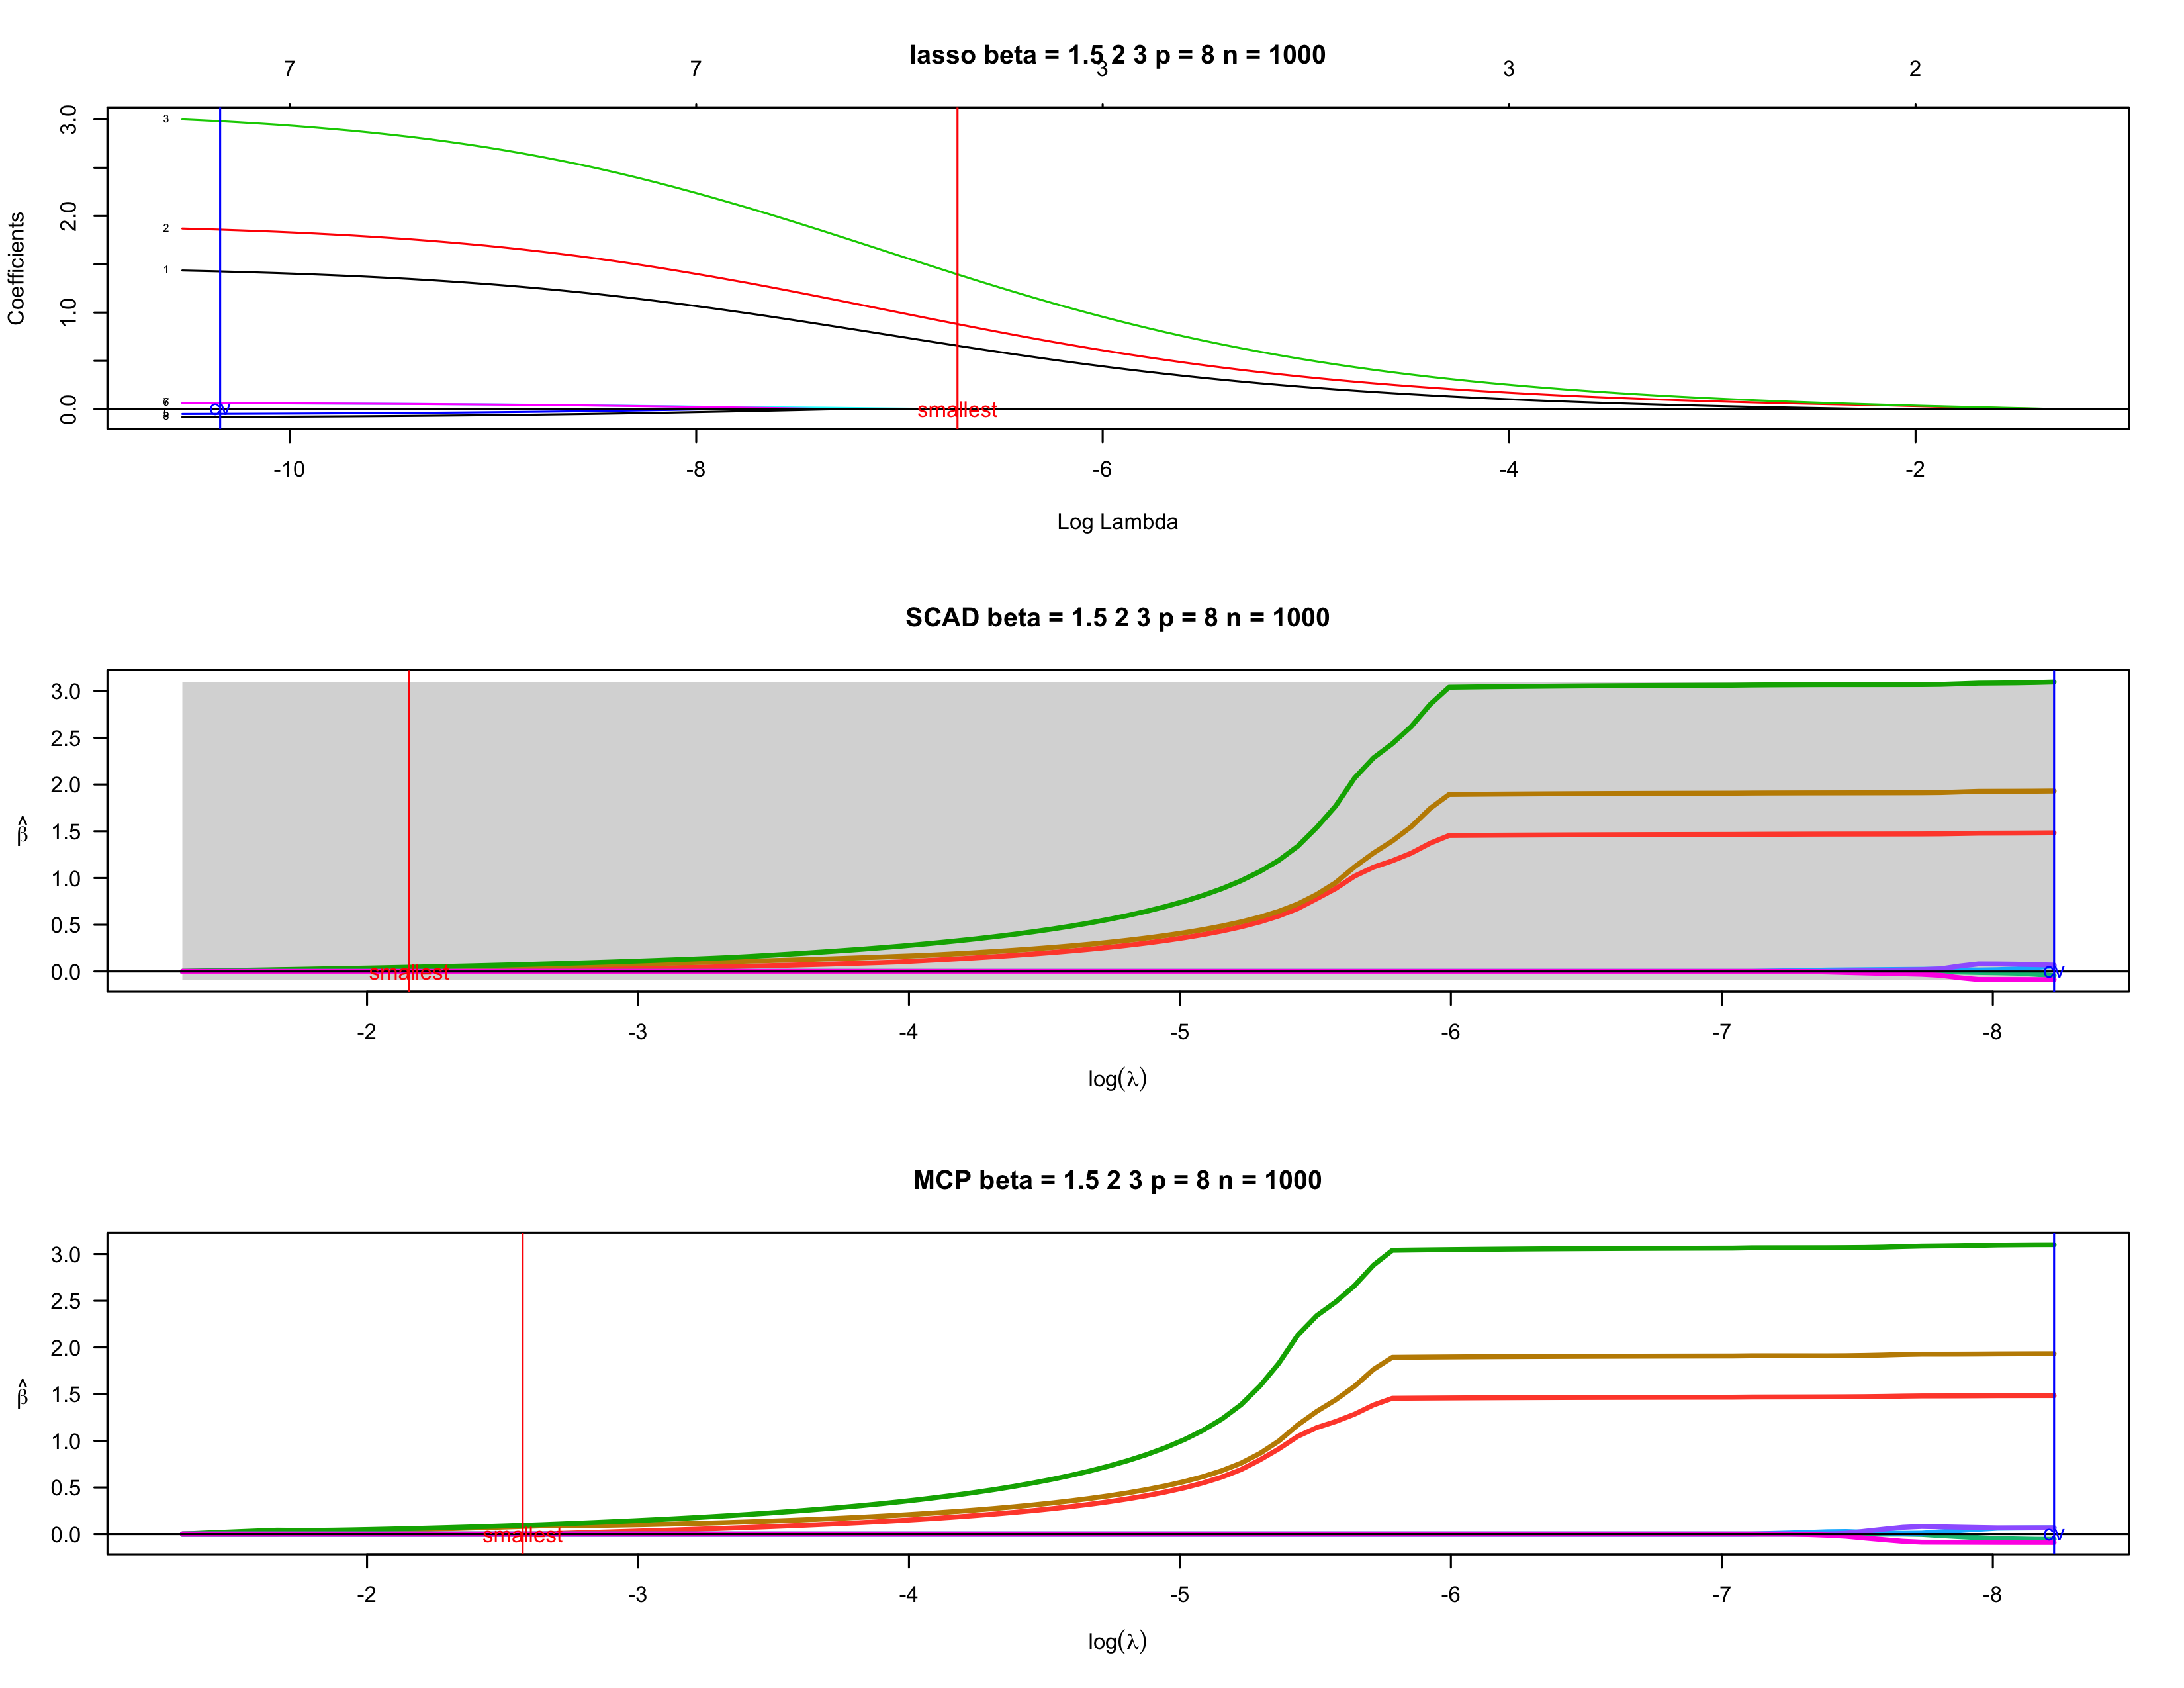 lasso beta = 1.5 2 3 p = 8 n = 1000
7 7 3 3 2
Coefficients
3.0
2.0
1.0
0.0
3
2
1
7
8
cv
smallest
-10 -8 -6 -4 -2
Log Lambda
SCAD beta = 1.5 2 3 p = 8 n = 1000
β̂
3.0
2.5
2.0
1.5
1.0
0.5
0.0
smallest
cv
-2 -3 -4 -5 -6 -7 -8
log(λ)
MCP beta = 1.5 2 3 p = 8 n = 1000
β̂
3.0
2.5
2.0
1.5
1.0
0.5
0.0
smallest
cv
-2 -3 -4 -5 -6 -7 -8
log(λ)